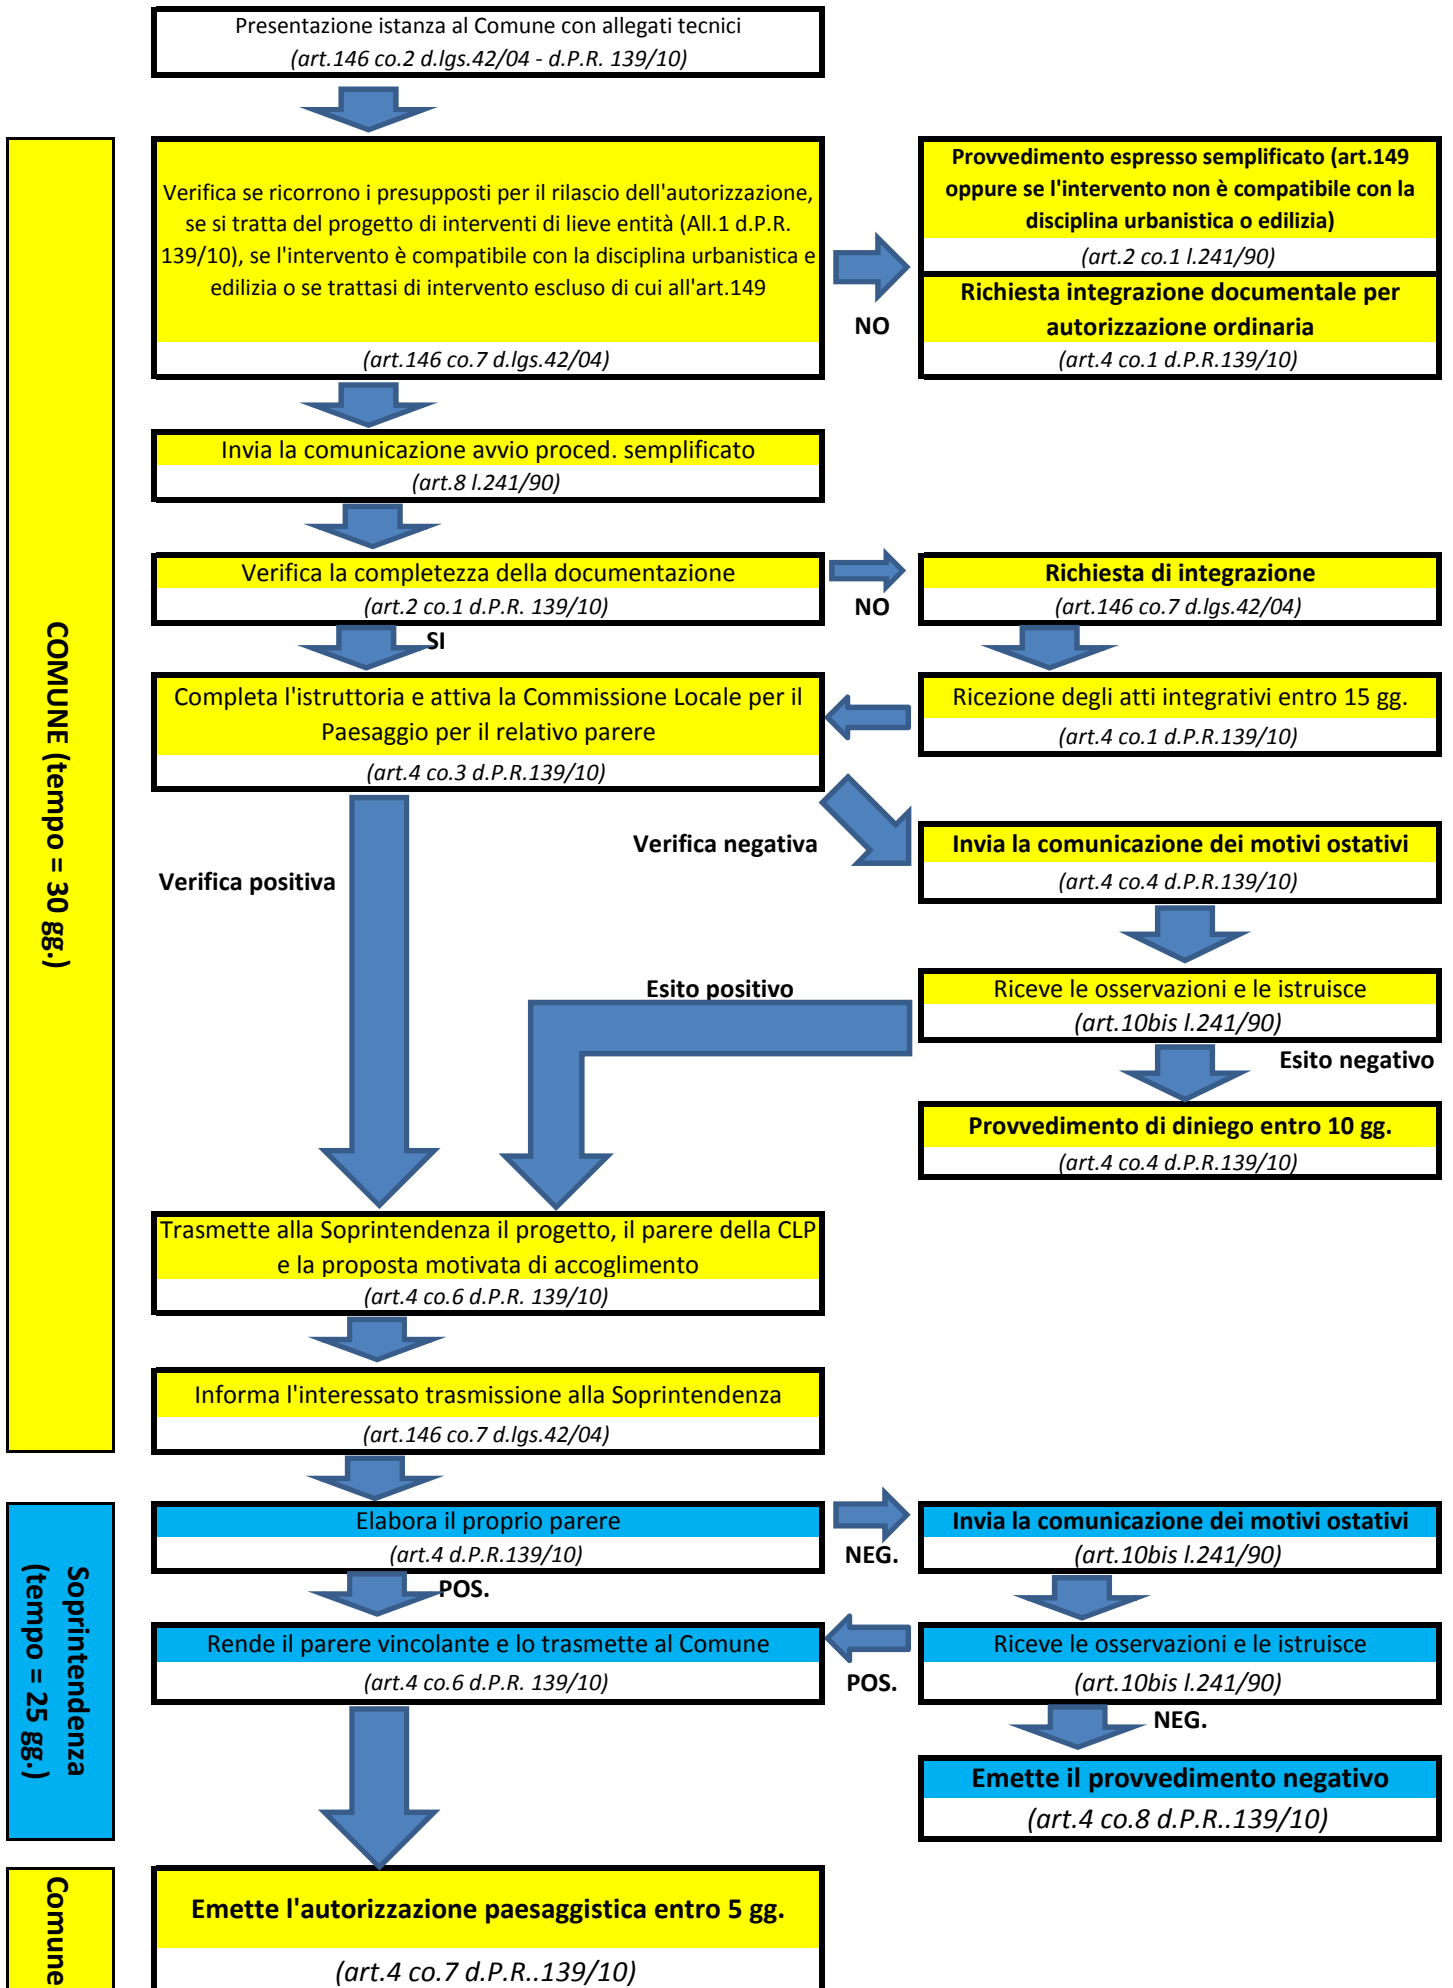 Presentazione istanza al Comune con allegati tecnici
(art.146 co.2 d.lgs.42/04 - d.P.R. 139/10)
COMUNE (tempo = 30 gg.)
Verifica se ricorrono i presupposti per il rilascio dell'autorizzazione,
se si tratta del progetto di interventi di lieve entità (All.1 d.P.R.
139/10), se l'intervento è compatibile con la disciplina urbanistica e
edilizia o se trattasi di intervento escluso di cui all'art.149
(art.146 co.7 d.lgs.42/04)
NO
Provvedimento espresso semplificato (art.149
oppure se l'intervento non è compatibile con la
disciplina urbanistica o edilizia)
(art.2 co.1 l.241/90)
Richiesta integrazione documentale per
autorizzazione ordinaria
(art.4 co.1 d.P.R.139/10)
Invia la comunicazione avvio proced. semplificato
(art.8 l.241/90)
Verifica la completezza della documentazione
(art.2 co.1 d.P.R. 139/10)
NO
Richiesta di integrazione
(art.146 co.7 d.lgs.42/04)
SI
Completa l'istruttoria e attiva la Commissione Locale per il
Paesaggio per il relativo parere
(art.4 co.3 d.P.R.139/10)
Ricezione degli atti integrativi entro 15 gg.
(art.4 co.1 d.P.R.139/10)
Verifica negativa
Verifica positiva
Invia la comunicazione dei motivi ostativi
(art.4 co.4 d.P.R.139/10)
Esito positivo
Riceve le osservazioni e le istruisce
(art.10bis l.241/90)
Esito negativo
Provvedimento di diniego entro 10 gg.
(art.4 co.4 d.P.R.139/10)
Trasmette alla Soprintendenza il progetto, il parere della CLP
e la proposta motivata di accoglimento
(art.4 co.6 d.P.R. 139/10)
Informa l'interessato trasmissione alla Soprintendenza
(art.146 co.7 d.lgs.42/04)
Soprintendenza
(tempo = 25 gg.)
Elabora il proprio parere
(art.4 d.P.R.139/10)
NEG.
Invia la comunicazione dei motivi ostativi
(art.10bis l.241/90)
POS.
Rende il parere vincolante e lo trasmette al Comune
(art.4 co.6 d.P.R. 139/10)
POS.
Riceve le osservazioni e le istruisce
(art.10bis l.241/90)
NEG.
Emette il provvedimento negativo
(art.4 co.8 d.P.R..139/10)
Comune
Emette l'autorizzazione paesaggistica entro 5 gg.
(art.4 co.7 d.P.R..139/10)